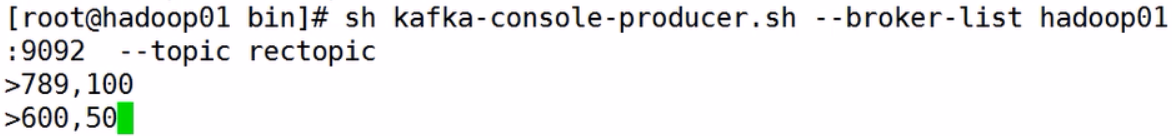 [root@hadoop01 bin]# sh kafka-console-producer.sh --broker-list hadoop01
:9092  --topic rectopic
>789,100
>600,50